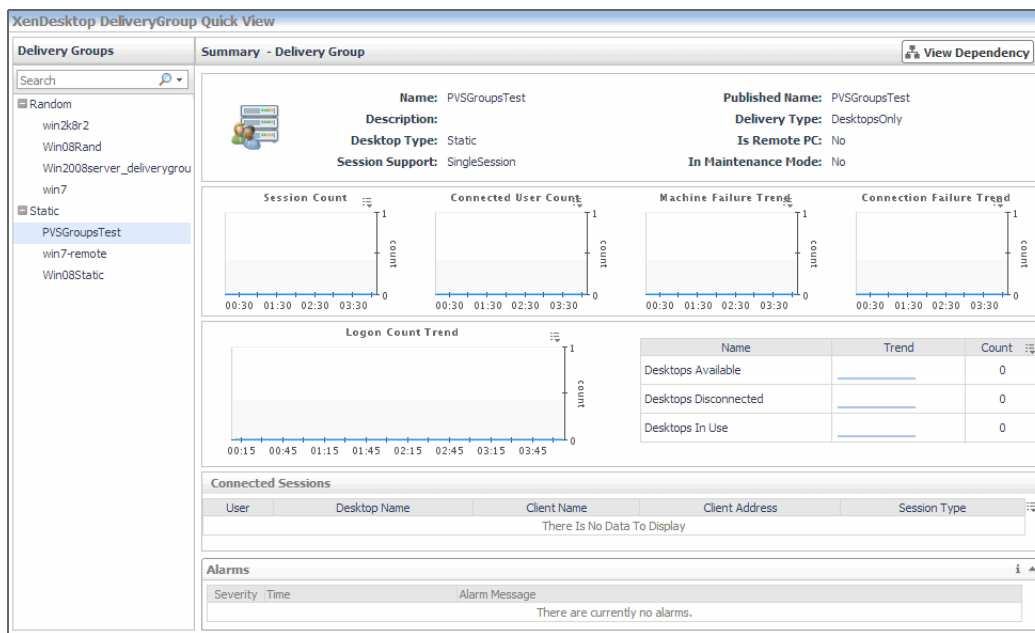 XenDesktop DeliveryGroup Quick View
Delivery Groups
Search
Random
win2k8r2
Win08Rand
Win2008server_deliverygrou
win7
Static
PVSGroupsTest
win7-remote
Win08Static
Summary - Delivery Group
View Dependency
Name: PVSGroupsTest Published Name: PVSGroupsTest
Description: Delivery Type: DesktopsOnly
Desktop Type: Static Is Remote PC: No
Session Support: SingleSession In Maintenance Mode: No
Session Count
1
count
0
00:30 01:30 02:30 03:30
Connected User Count
1
count
0
00:30 01:30 02:30 03:30
Machine Failure Trend
1
count
0
00:30 01:30 02:30 03:30
Connection Failure Trend
1
count
0
00:30 01:30 02:30 03:30
Logon Count Trend
1
count
0
00:15 00:45 01:15 01:45 02:15 02:45 03:15 03:45
Name Trend Count
Desktops Available 0
Desktops Disconnected 0
Desktops In Use 0
Connected Sessions
User Desktop Name Client Name Client Address Session Type
There Is No Data To Display
Alarms
Severity Time Alarm Message
There are currently no alarms.